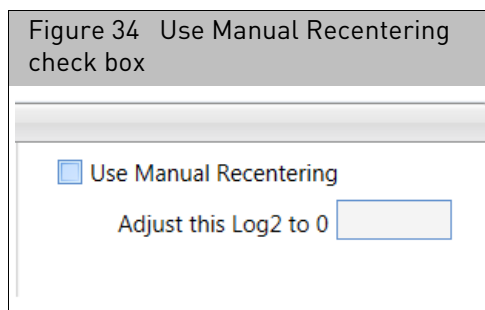 Figure 34 Use Manual Recentering
check box
Use Manual Recentering
Adjust this Log2 to 0